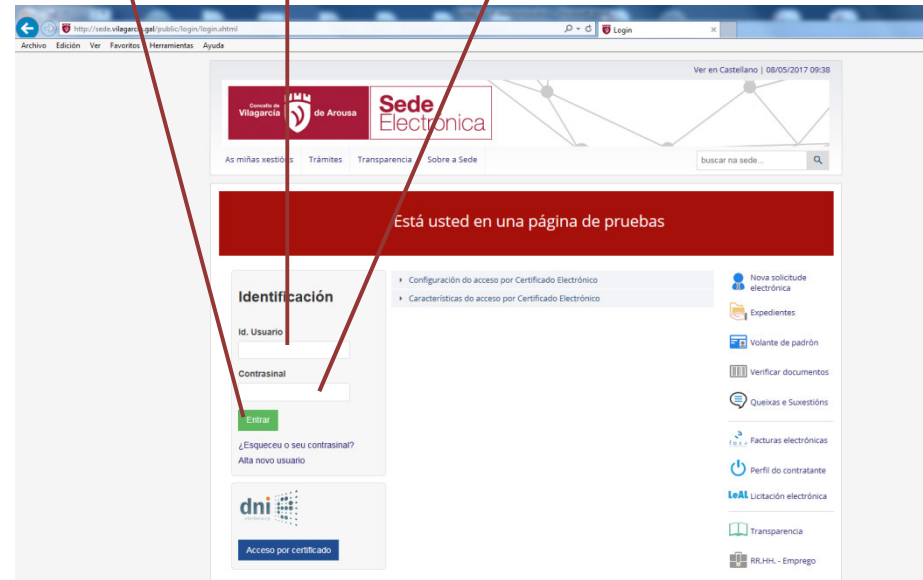 http://sede.vilagarcia.gal/public/login/login.xhtml
Login
Archivo Edición Ver Favoritos Herramientas Ayuda
Ver en Castellano | 08/05/2017 09:38
Concello de
Vilagarcía de Arousa
Sede
Electrónica
As miñas xestións Trámites Transparencia Sobre a Sede
buscar na sede...
Está usted en una página de pruebas
Identificación
Id. Usuario
Contrasinal
Entrar
¿Esqueceu o seu contrasinal?
Alta novo usuario
dni
electrónico
Acceso por certificado
Configuración do acceso por Certificado Electrónico
Características do acceso por Certificado Electrónico
Nova solicitude
electrónica
Expedientes
Volante de padrón
Verificar documentos
Queixas e Suxestións
Facturas electrónicas
Perfil do contratante
LeAL Licitación electrónica
Transparencia
RR.HH. - Emprego